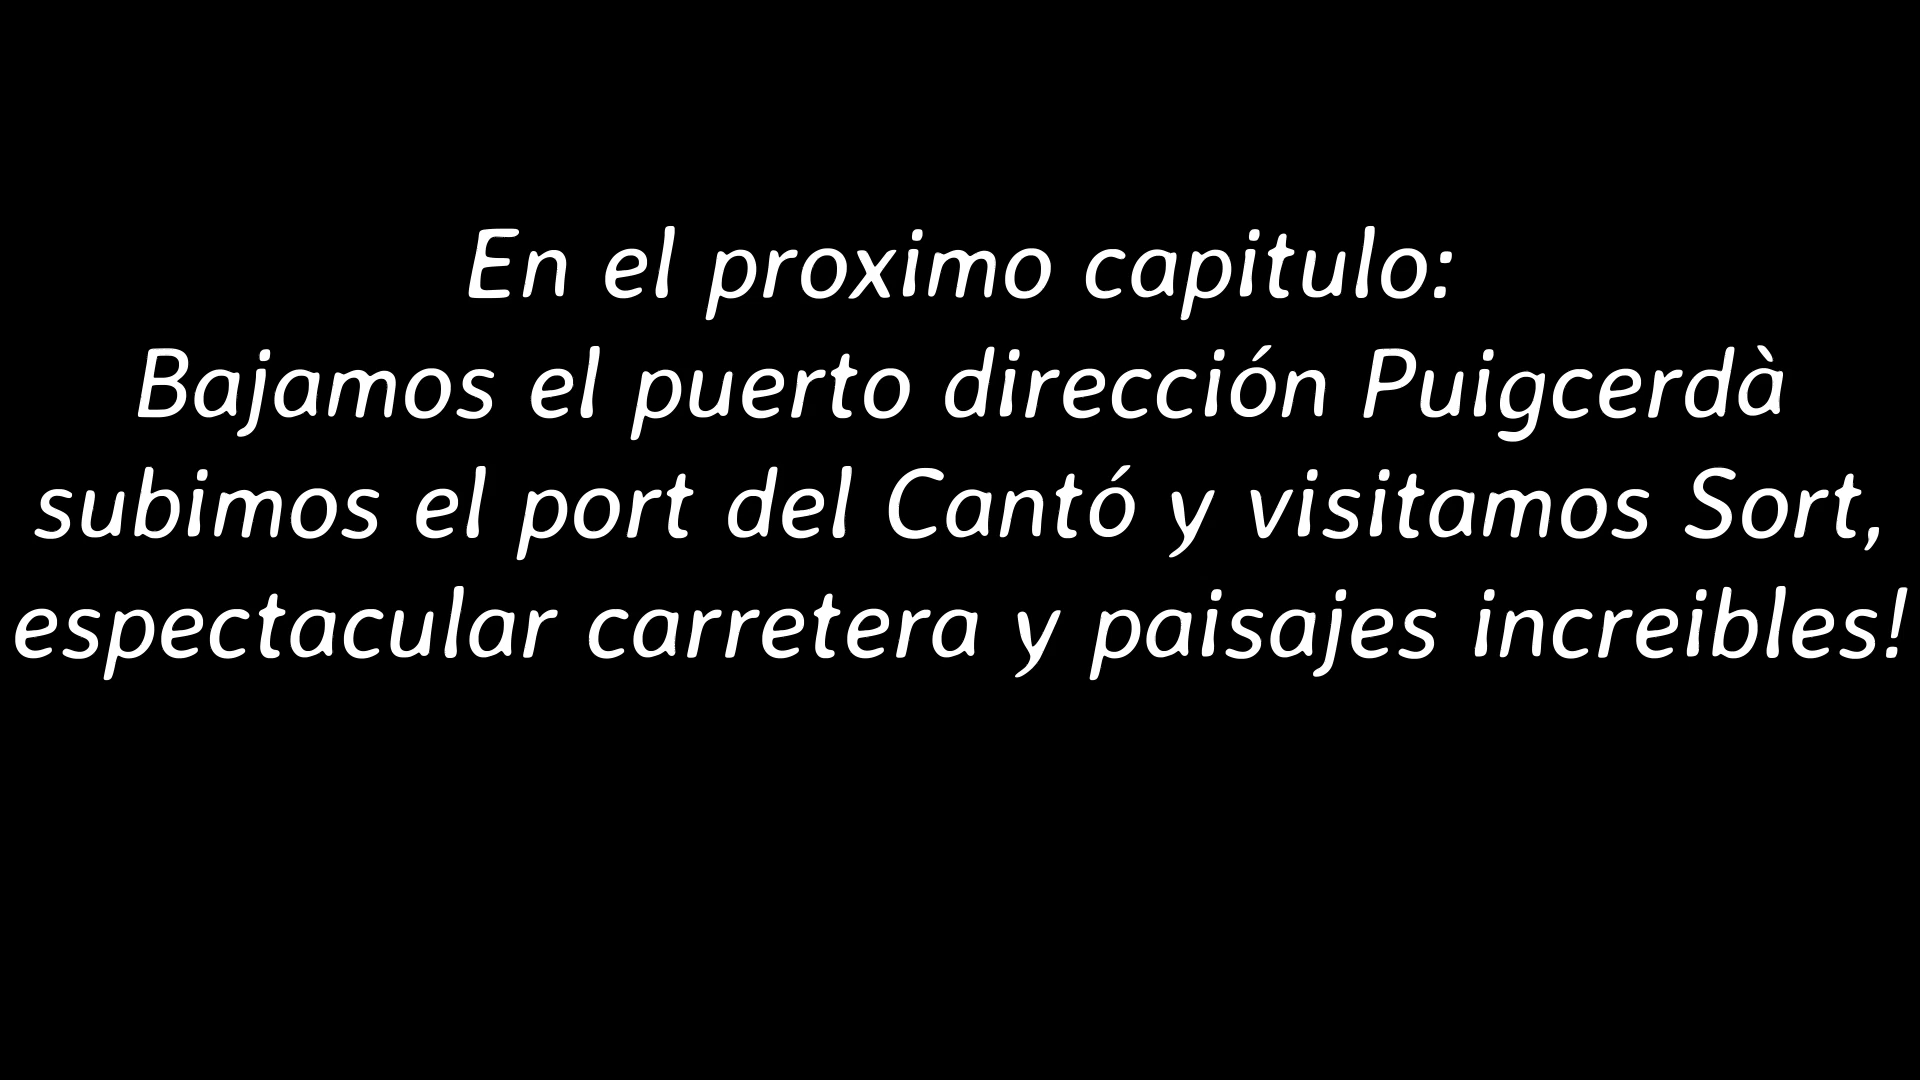 En el proximo capitulo:
Bajamos el puerto dirección Puigcerdà
subimos el port del Cantó y visitamos Sort,
espectacular carretera y paisajes increibles!